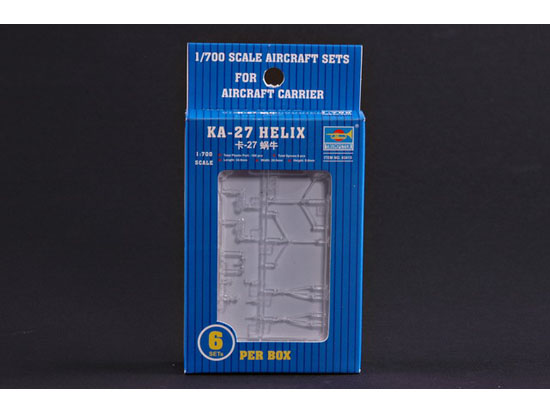 1/700 SCALE AIRCRAFT SETS
FOR
AIRCRAFT CARRIER
KA-27 HELIX
卡-27 蜗牛
1:700
SCALE
TRUMPETER
6
SETs
PER BOX